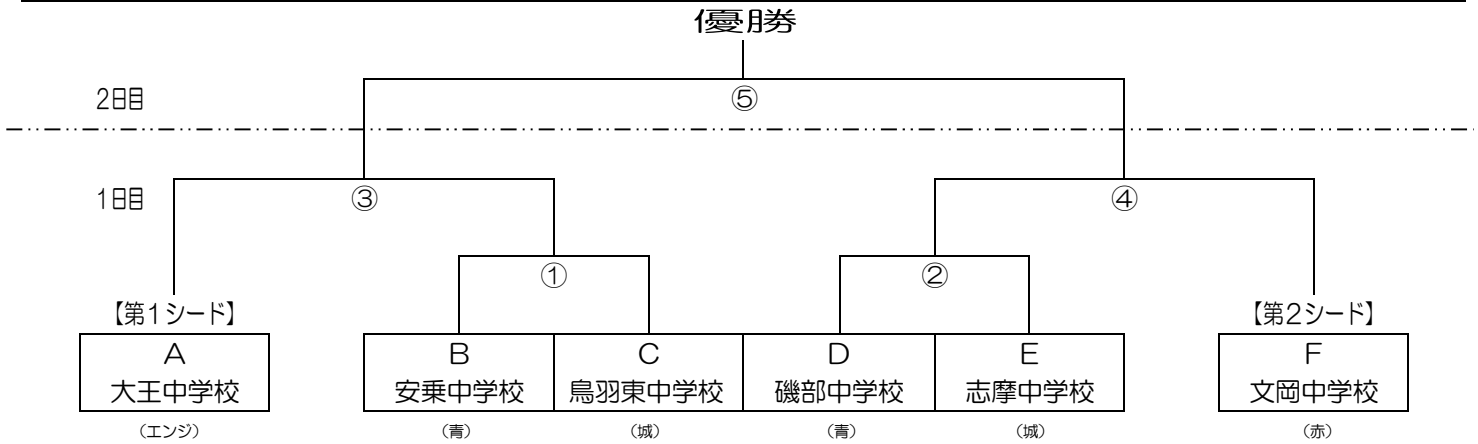 優勝
2日目
⑤
1日目
③
④
①
②
【第1シード】
【第2シード】
A
B
C
D
E
F
大王中学校
安乗中学校
鳥羽東中学校
磯部中学校
志摩中学校
文岡中学校
（エンジ）
（青）
（城）
（青）
（城）
（赤）